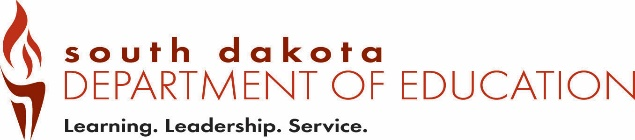 south dakota
DEPARTMENT OF EDUCATION
Learning. Leadership. Service.